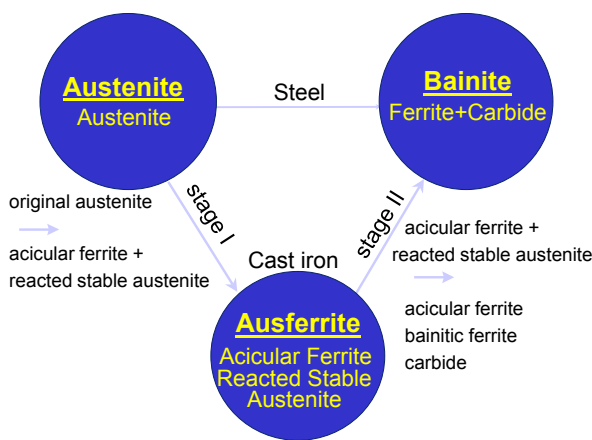 Austenite
Austenite
Steel
Bainite
Ferrite+Carbide
original austenite
acicular ferrite +
reacted stable austenite
stage I
Cast iron
stage II
acicular ferrite +
reacted stable austenite
acicular ferrite
bainitic ferrite
carbide
Ausferrite
Acicular Ferrite
Reacted Stable
Austenite